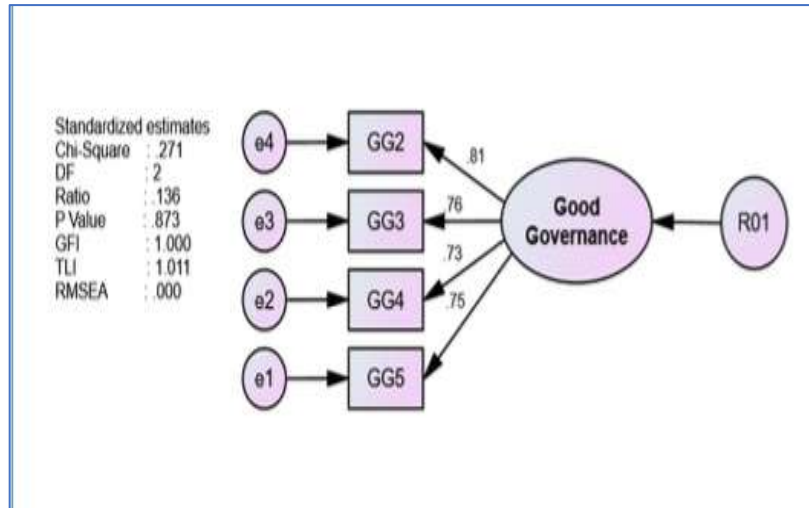 Standardized estimates
Chi-Square : .271
DF : 2
Ratio : .136
P Value : .873
GFI : 1.000
TLI : 1.011
RMSEA : .000
e4
GG2
.81
e3
GG3
.76
Good
Governance
R01
.73
e2
GG4
.75
e1
GG5